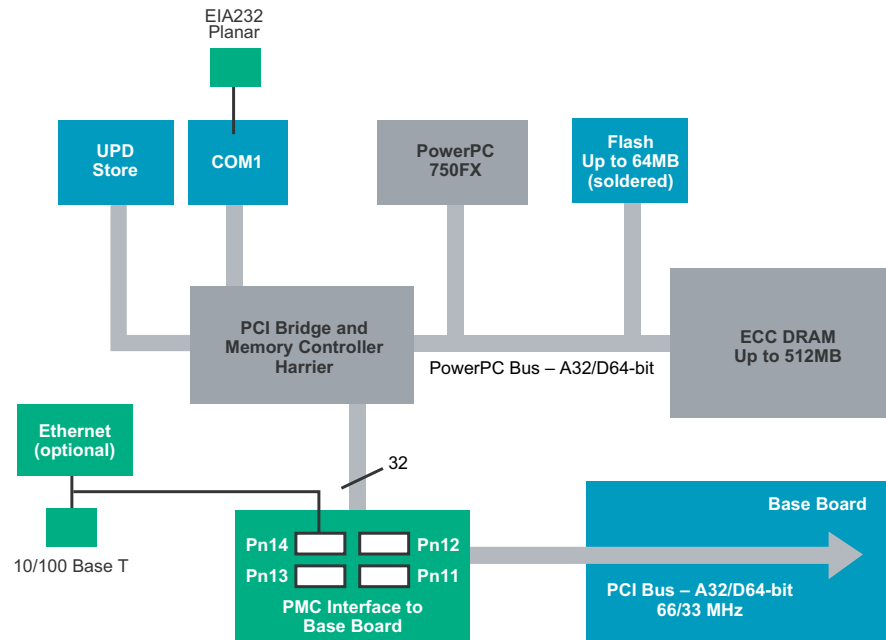 EIA232
Planar
UPD
Store
COM1
PowerPC
750FX
Flash
Up to 64MB
(soldered)
PCI Bridge and
Memory Controller
Harrier
ECC DRAM
Up to 512MB
PowerPC Bus – A32/D64-bit
Ethernet
(optional)
32
10/100 Base T
Pn14
Pn12
Pn13
Pn11
PMC Interface to
Base Board
Base Board
PCI Bus – A32/D64-bit
66/33 MHz